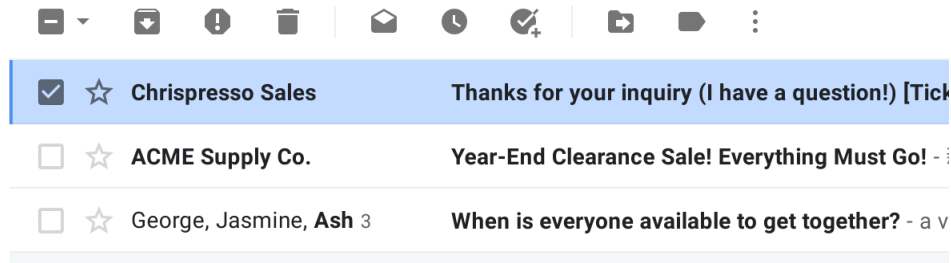 Chrispresso Sales Thanks for your inquiry (I have a question!) [Tick
ACME Supply Co. Year-End Clearance Sale! Everything Must Go! -
George, Jasmine, Ash 3 When is everyone available to get together? - a v